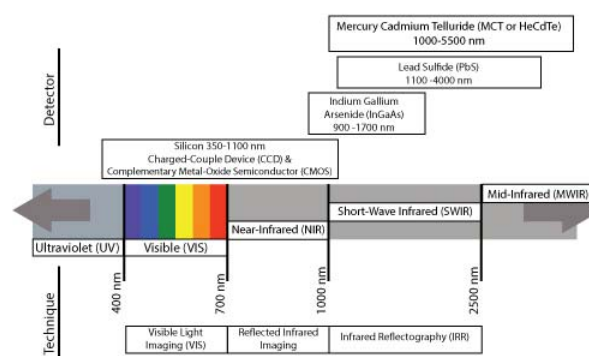 Mercury Cadmium Telluride (MCT or HeCdTe)
1000-5500 nm
Lead Sulfide (PbS)
1100 -4000 nm
Indium Gallium
Arsenide (InGaAs)
900 -1700 nm
Detector
Silicon 350-1100 nm
Charged-Couple Device (CCD) &
Complementary Metal-Oxide Semiconductor (CMOS)
Mid-Infrared (MWIR)
Short-Wave Infrared (SWIR)
Near-Infrared (NIR)
Ultraviolet (UV)
Visible (VIS)
400 nm
700 nm
1000 nm
2500 nm
Technique
Visible Light
Imaging (VIS)
Reflected Infrared
Imaging
Infrared Reflectography (IRR)